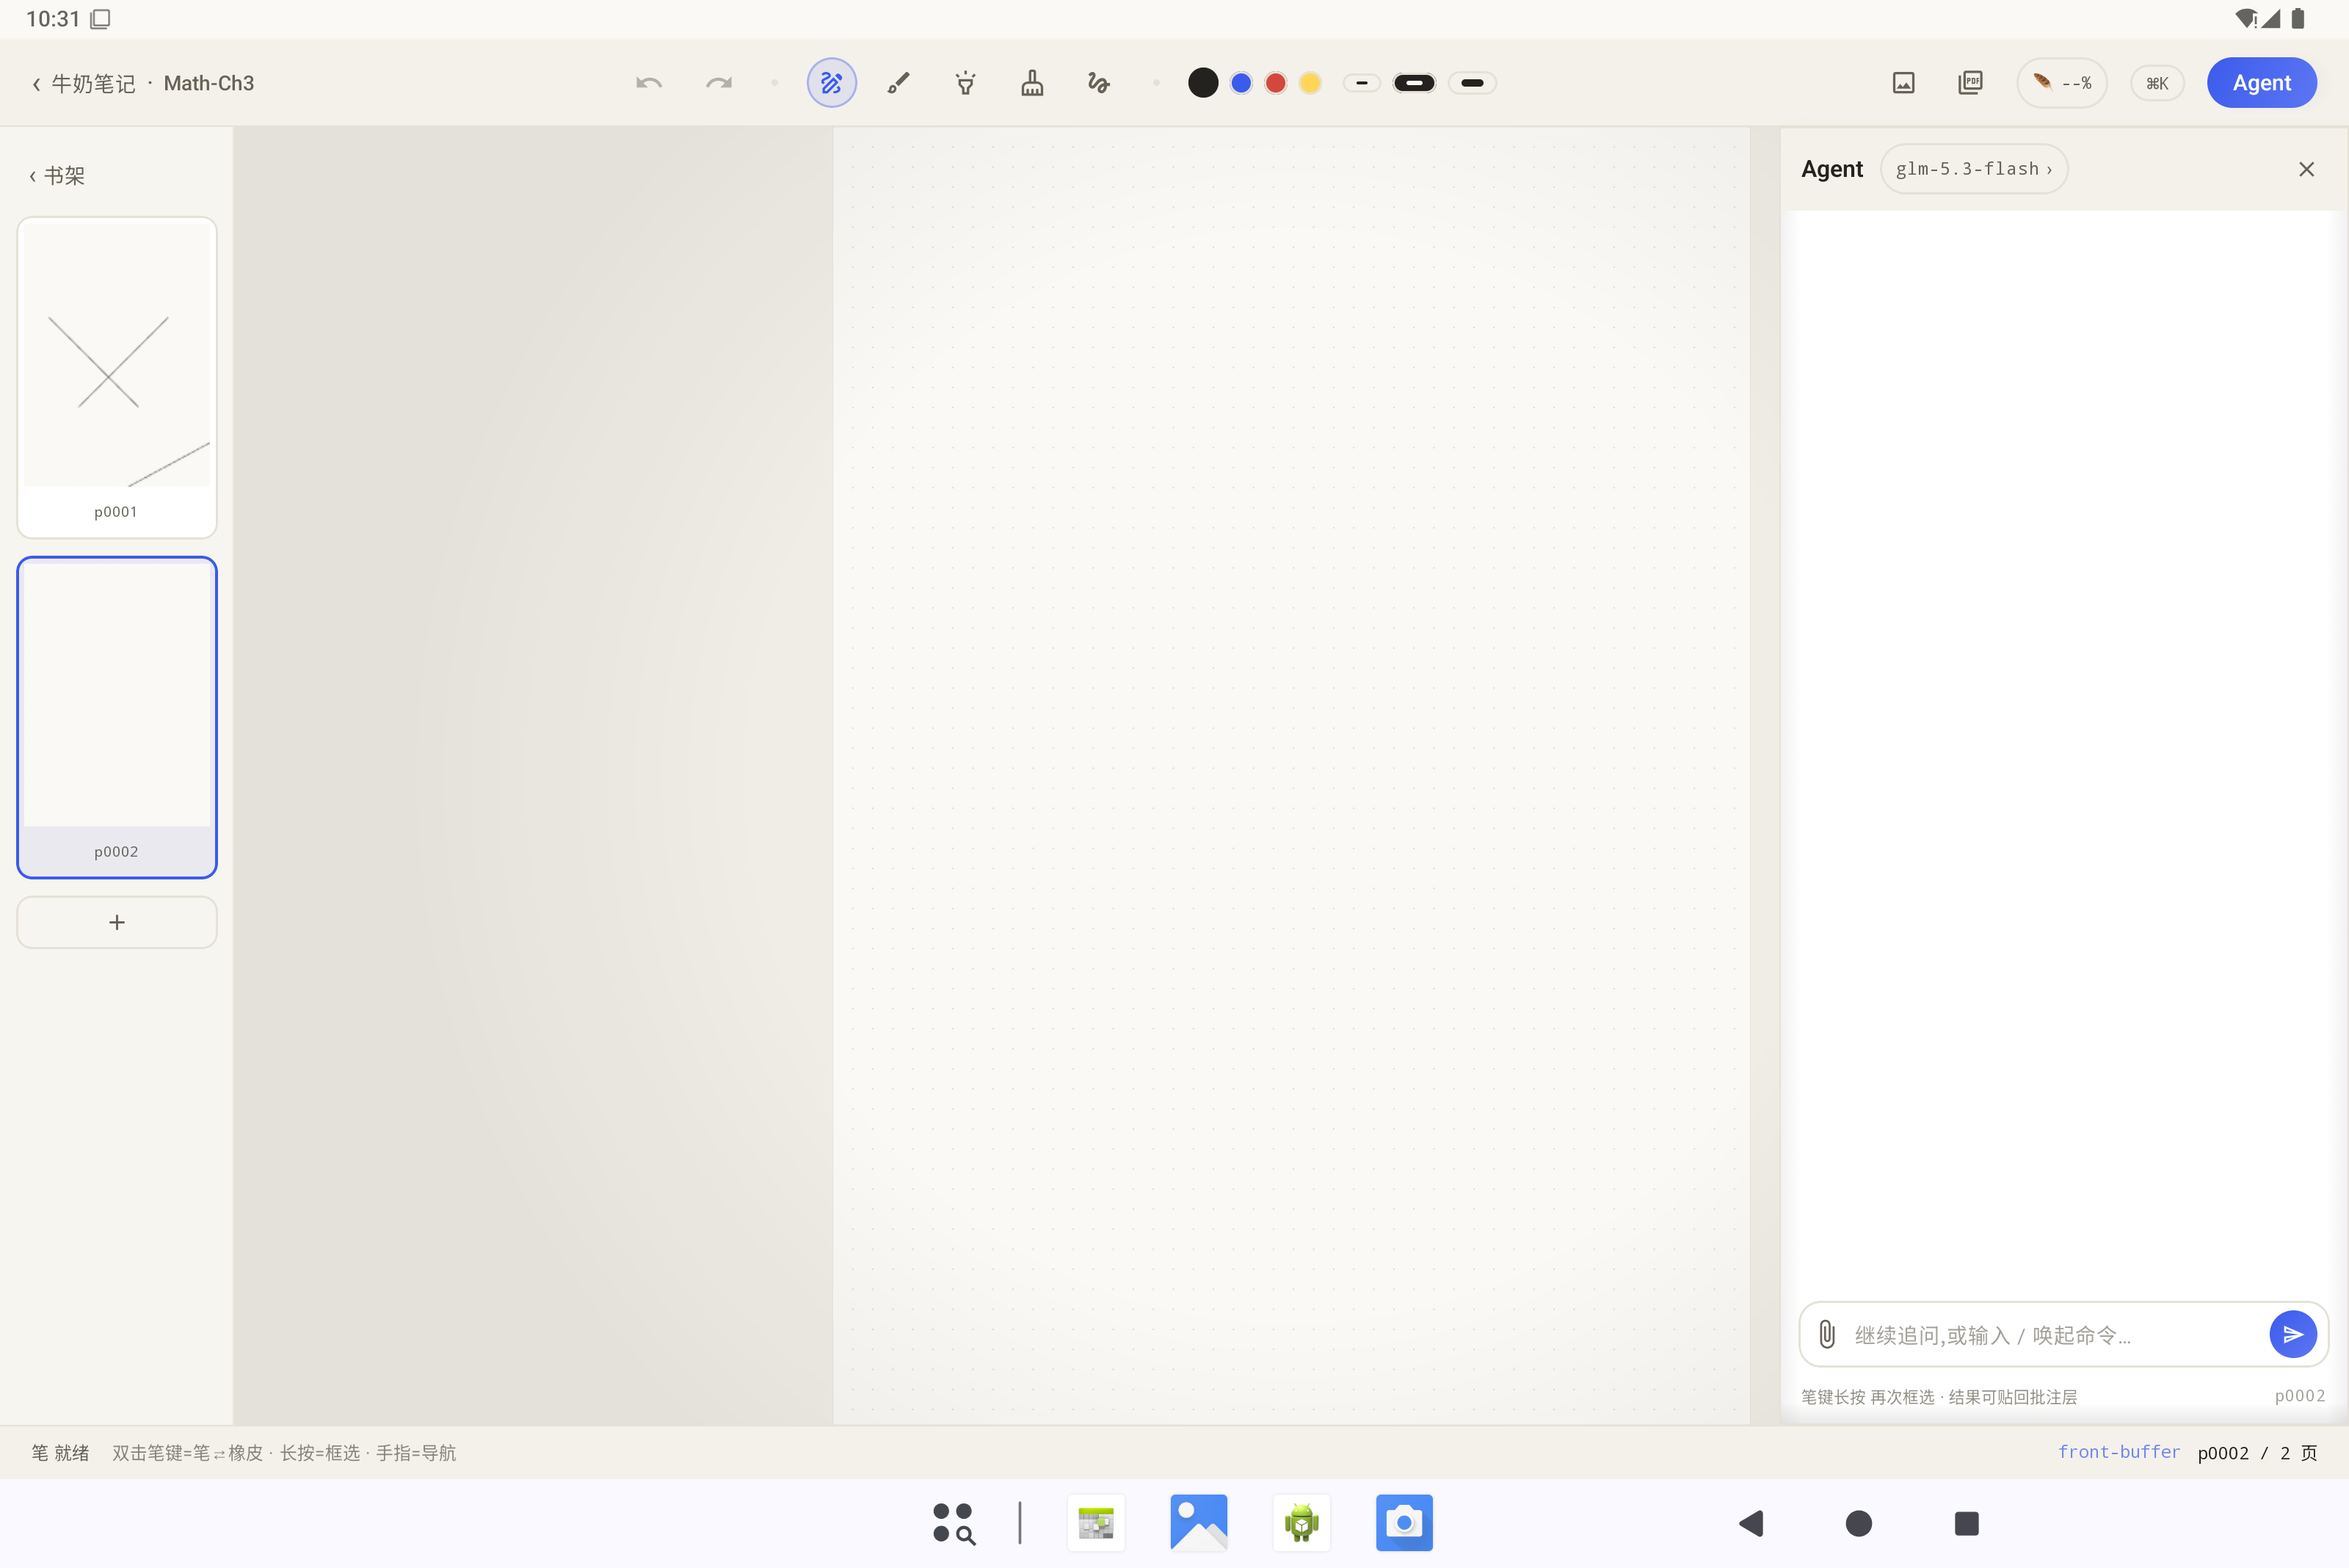 10:31
‹ 牛奶笔记 · Math-Ch3
PDF
--%
⌘K
Agent
‹ 书架
p0001
p0002
+
Agent
glm-5.3-flash ›
继续追问,或输入 / 唤起命令…
笔键长按 再次框选 · 结果可贴回批注层
p0002
笔 就绪
双击笔键=笔⇄橡皮 · 长按=框选 · 手指=导航
front-buffer
p0002 / 2 页